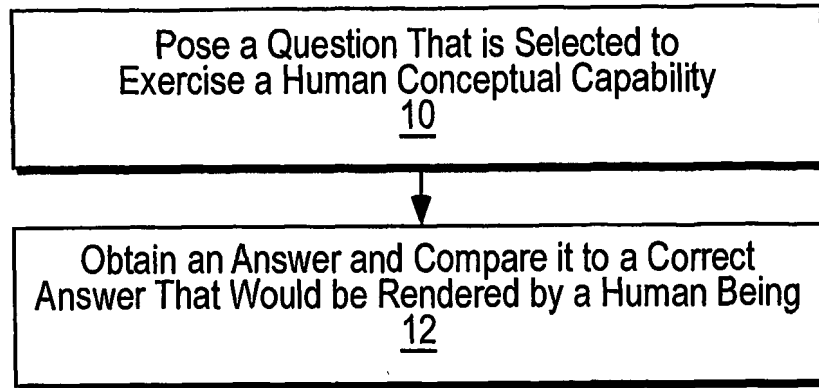 Pose a Question That is Selected to
Exercise a Human Conceptual Capability
10
Obtain an Answer and Compare it to a Correct
Answer That Would be Rendered by a Human Being
12